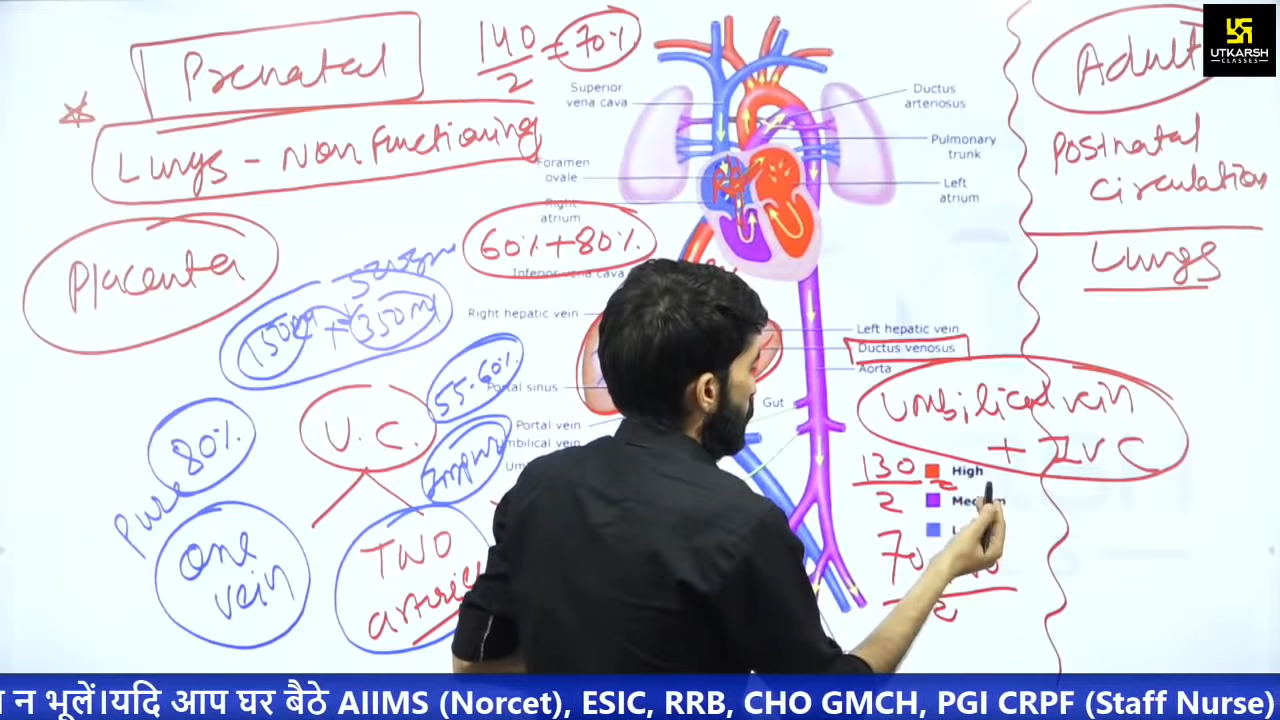 Prenatal
140/2 = 70%
Lungs - Non Functioning
Placenta
60% + 80%
350ml
U.C.
55-60%
80%
Pure
One vein
TWO
Superior
vena cava
Foramen
ovale
Right
atrium
Inferior vena cava
Right hepatic vein
Portal sinus
Portal vein
Umbilical vein
Gut
Ductus
arteriosus
Pulmonary
trunk
Left
atrium
Left hepatic vein
Ductus venosus
Aorta
Umbilical vein
+ IVC
130/2 =
High
70
2
Adult
Postnatal
circulation
Lungs
UTKARSH
CLASSES
न भूलें।यदि आप घर बैठे AIIMS (Norcet), ESIC, RRB, CHO GMCH, PGI CRPF (Staff Nurse)